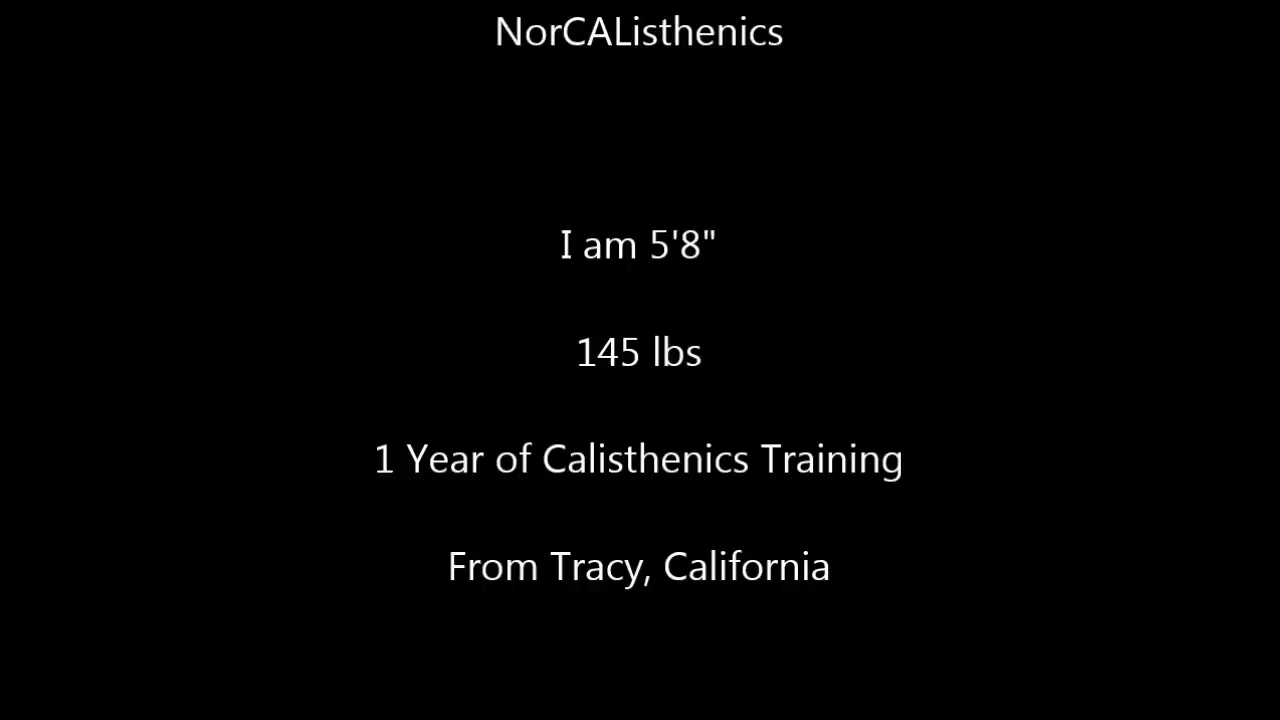 NorCAListhenics
I am 5'8"
145 lbs
1 Year of Calisthenics Training
From Tracy, California